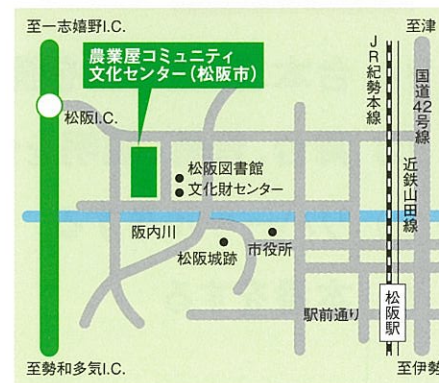 至一志嬉野I.C.
至津
農業屋コミュニティ
文化センター(松阪市)
JR紀勢本線
国道42号線
松阪I.C.
近鉄山田線
松阪図書館
文化財センター
阪内川
松阪城跡
市役所
駅前通り
松阪駅
至勢和多気I.C.
至伊勢